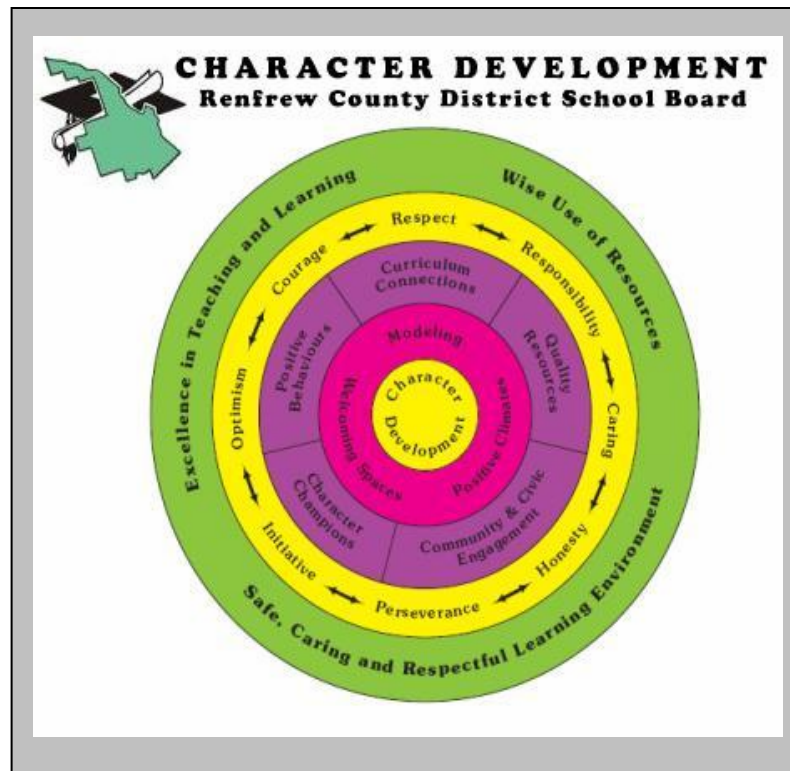 CHARACTER DEVELOPMENT
Renfrew County District School Board
Excellence in Teaching and Learning
Wise Use of Resources
Safe, Caring and Respectful Learning Environment
Respect
Responsibility
Caring
Honesty
Perseverance
Initiative
Optimism
Courage
Curriculum
Connections
Quality
Resources
Community & Civic
Engagement
Character
Champions
Positive
Behaviours
Modeling
Positive Climates
Welcoming Spaces
Character
Development